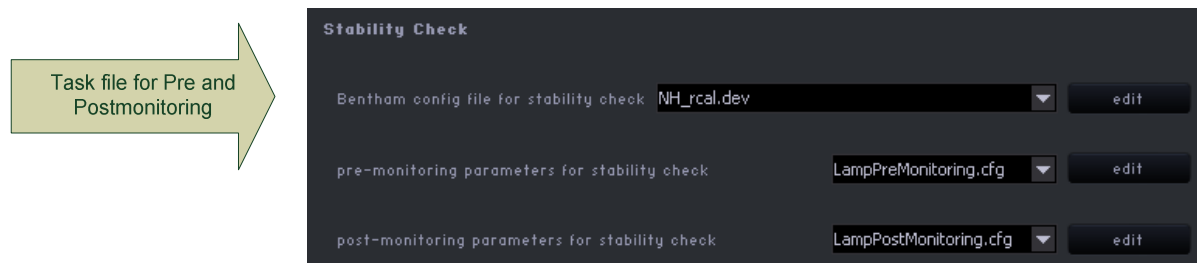 Task file for Pre and
Postmonitoring
Stability Check
Bentham config file for stability check NH_rcal.dev edit
pre-monitoring parameters for stability check LampPreMonitoring.cfg edit
post-monitoring parameters for stability check LampPostMonitoring.cfg edit